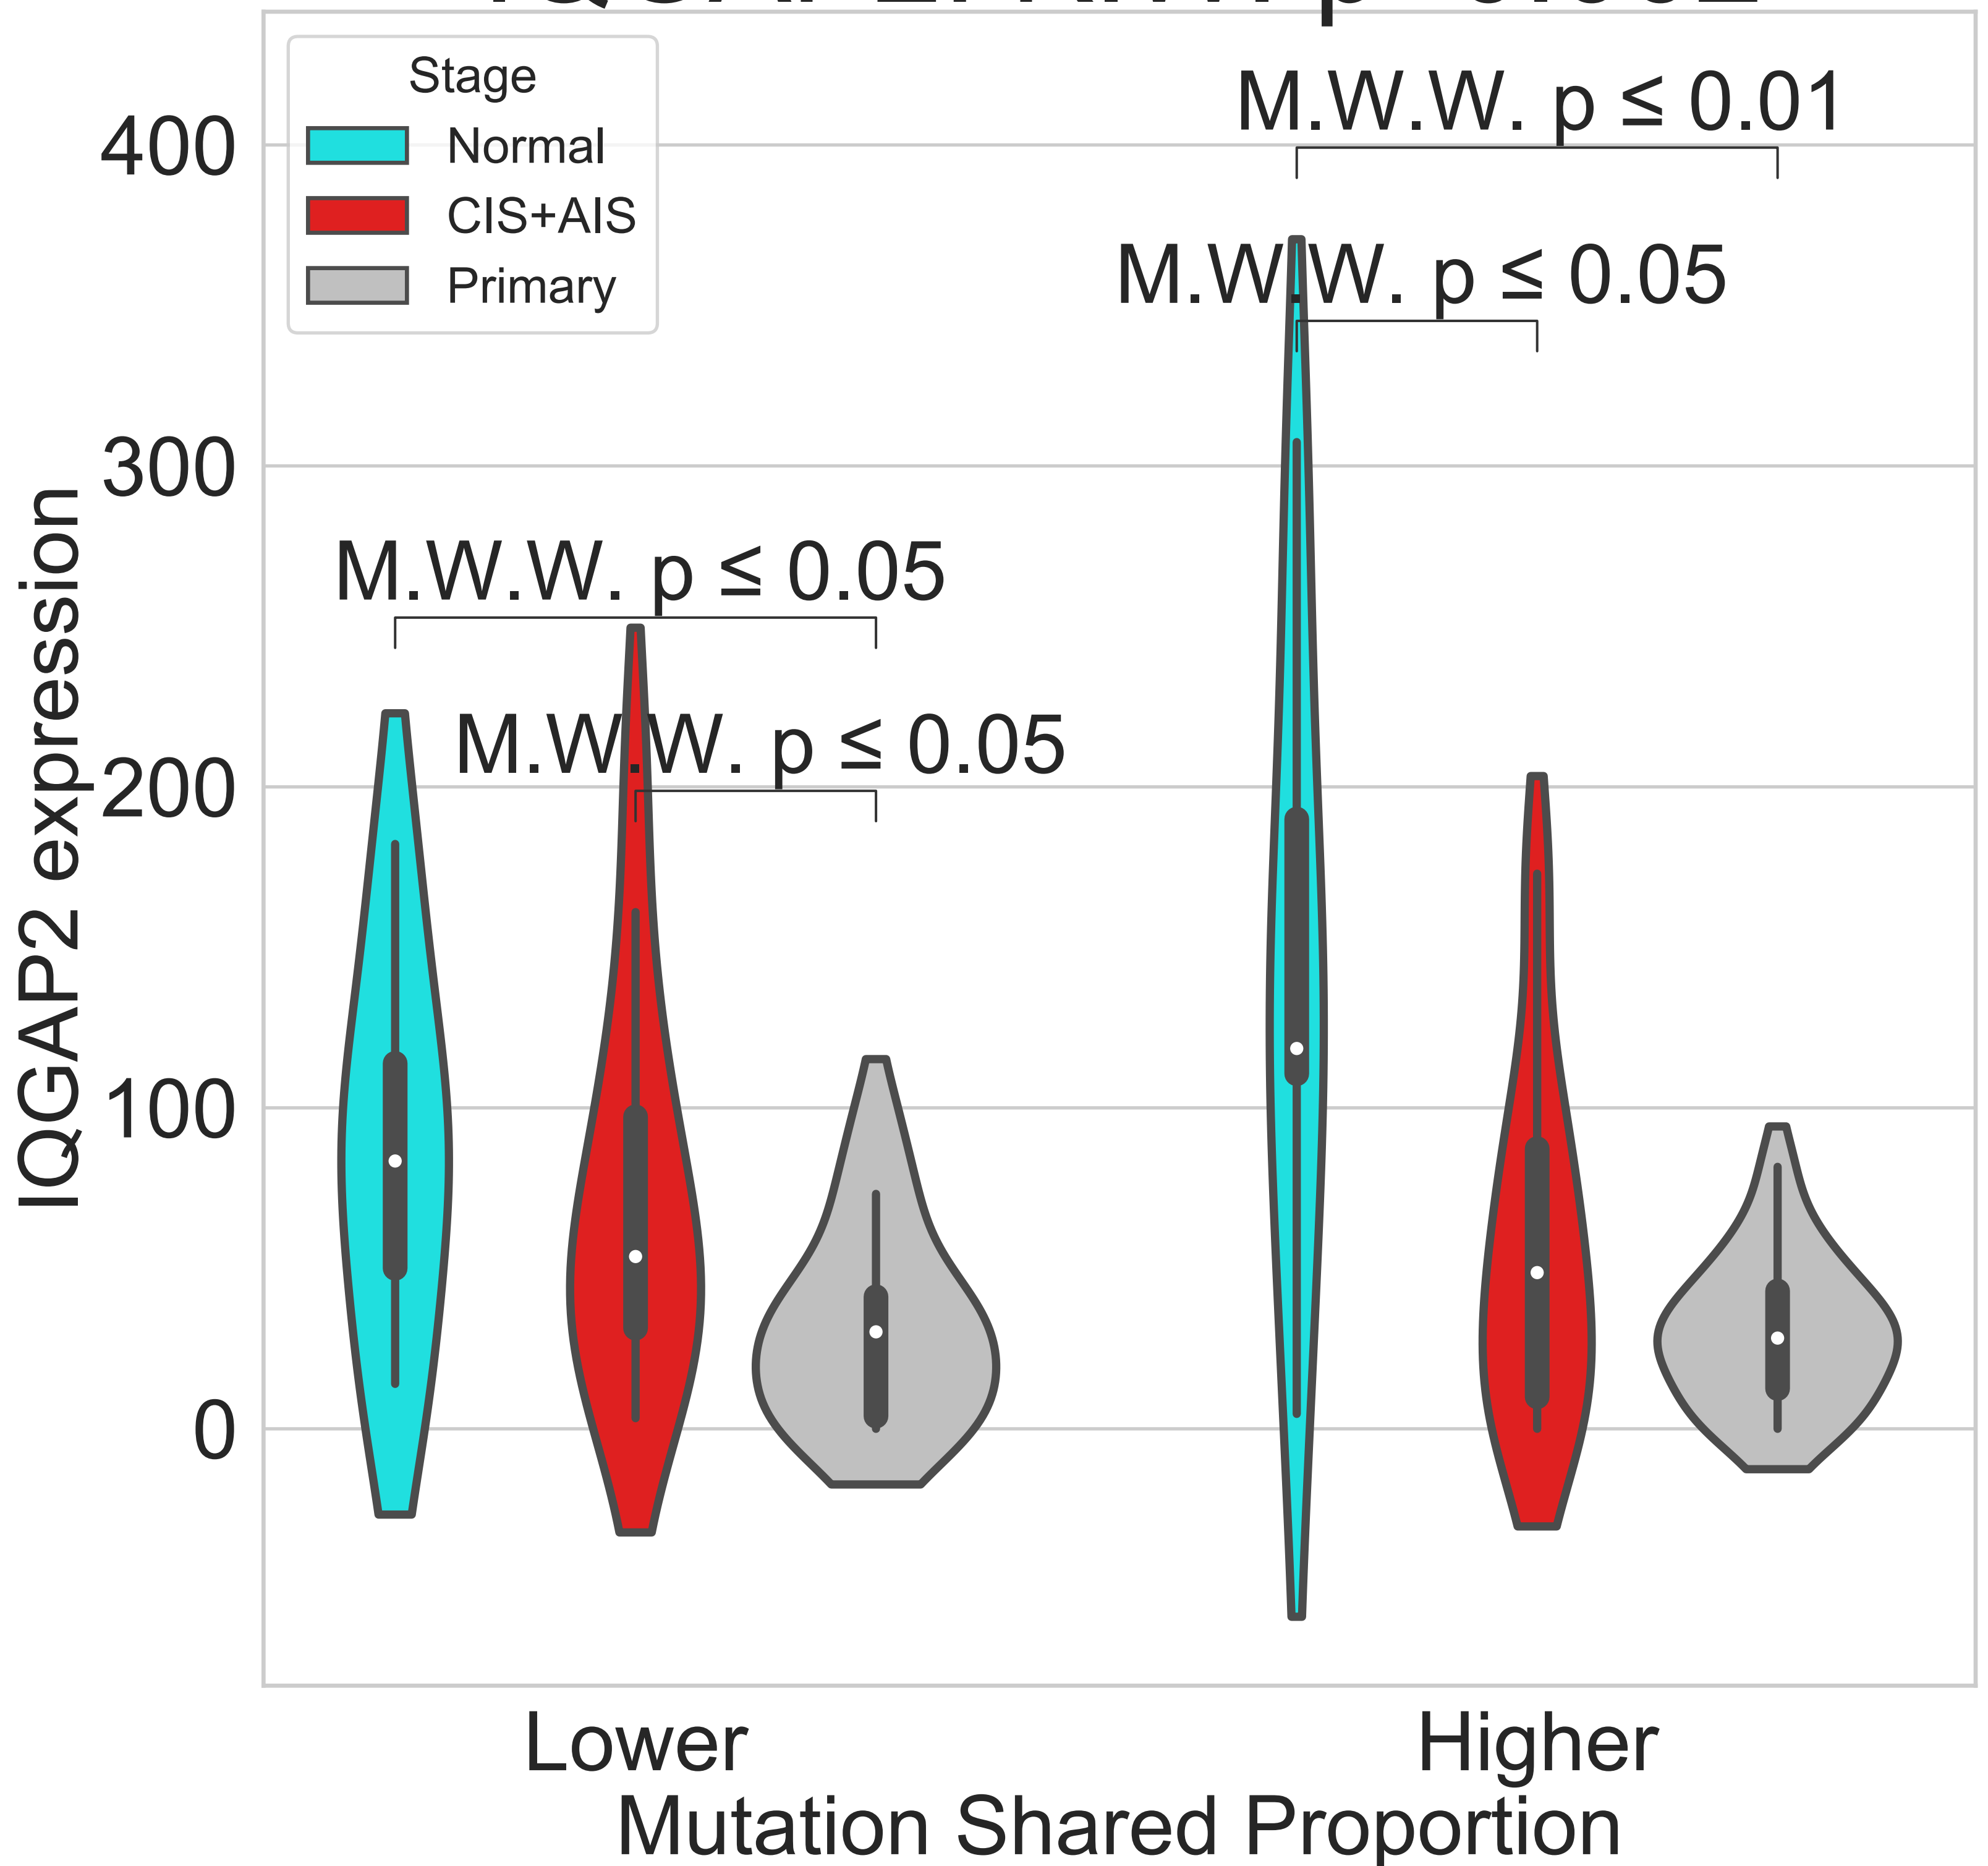 Stage
Normal
CIS+AIS
Primary
M.W.W. p ≤ 0.01
M.W.W. p ≤ 0.05
M.W.W. p ≤ 0.05
M.W.W. p ≤ 0.05
400
300
200
100
0
IQGAP2 expression
Lower
Higher
Mutation Shared Proportion